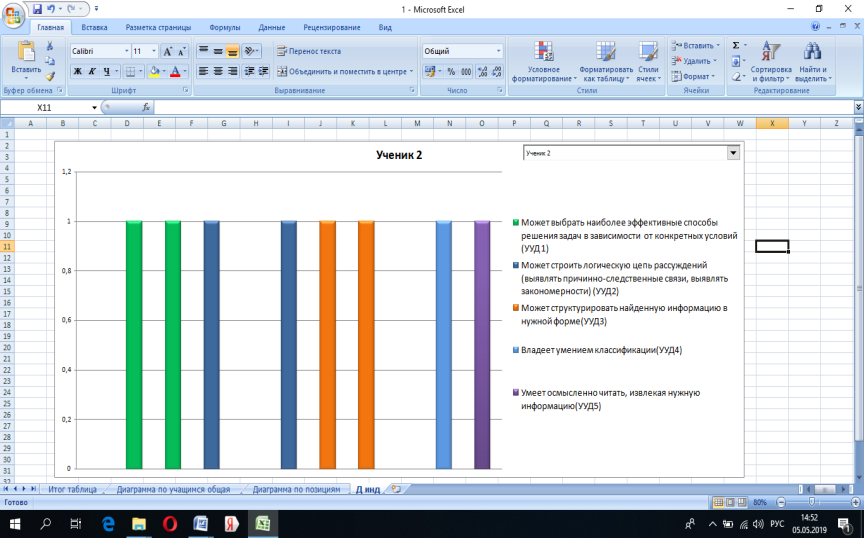 1 - Microsoft Excel
Главная Вставка Разметка страницы Формулы Данные Рецензирование Вид
Вставить
Calibri 11
Ж К Ч
Перенос текста
Объединить и поместить в центре
Общий
% 000
Условное форматирование
Форматировать как таблицу
Стили ячеек
Вставить
Удалить
Формат
Сортировка и фильтр
Найти и выделить
Буфер обмена Шрифт Выравнивание Число Стили Ячейки Редактирование
X11 fx
A B C D E F G H I J K L M N O P Q R S T U V W X Y Z
1
2
3
4
5
6
7
8
9
10
11
12
13
14
15
16
17
18
19
20
21
22
23
24
25
26
27
28
29
30
31
32
Ученик 2
Ученик 2
1,2
1
0,8
0,6
0,4
0,2
0
Может выбрать наиболее эффективные способы
решения задач в зависимости от конкретных условий
(УУД1)
Может строить логическую цепь рассуждений
(выявлять причинно-следственные связи, выявлять
закономерности) (УУД2)
Может структурировать найденную информацию в
нужной форме(УУД3)
Владеет умением классификации(УУД4)
Умеет осмысленно читать, извлекая нужную
информацию(УУД5)
Итог таблица Диаграмма по учащимся общая Диаграмма по позициям Д инд
Готово 80%
РУС 14:52
05.05.2019